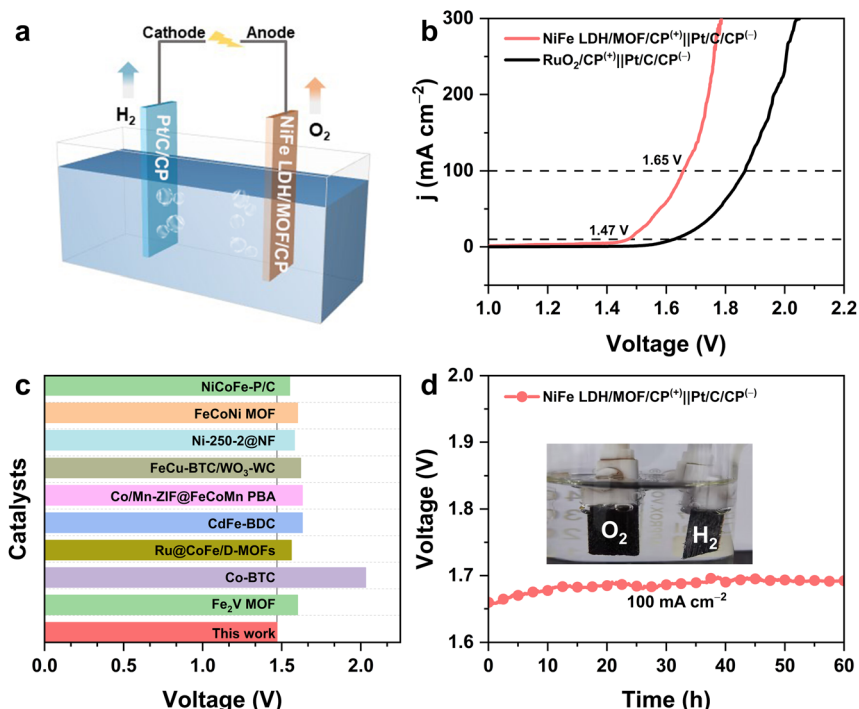 a
Cathode
Anode
H₂
O₂
Pt/C/CP
NiFe LDH/MOF/CP
b
NiFe LDH/MOF/CP⁽⁺⁾||Pt/C/CP⁽⁻⁾
RuO₂/CP⁽⁺⁾||Pt/C/CP⁽⁻⁾
300
200
100
0
j (mA cm⁻²)
1.65 V
1.47 V
1.0 1.2 1.4 1.6 1.8 2.0 2.2
Voltage (V)
c
Catalysts
NiCoFe-P/C
FeCoNi MOF
Ni-250-2@NF
FeCu-BTC/WO₃-WC
Co/Mn-ZIF@FeCoMn PBA
CdFe-BDC
Ru@CoFe/D-MOFs
Co-BTC
Fe₂V MOF
This work
0.0 0.5 1.0 1.5 2.0
Voltage (V)
d
NiFe LDH/MOF/CP⁽⁺⁾||Pt/C/CP⁽⁻⁾
2.0
1.9
1.8
1.7
1.6
Voltage (V)
O₂
H₂
100 mA cm⁻²
0 10 20 30 40 50 60
Time (h)